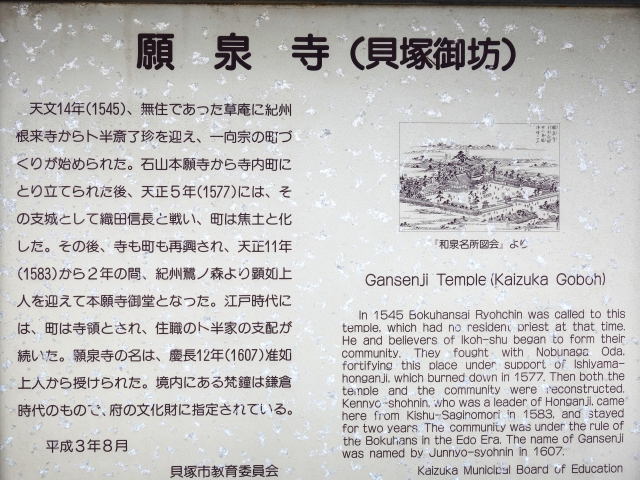 願泉寺(貝塚御坊)
天文14年(1545)、無住であった草庵に紀州
根来寺から卜半斎了珍を迎え、一向宗の町づ
くりが始められた。石山本願寺から寺内町に
とり立てられた後、天正5年(1577)には、そ
の支城として織田信長と戦い、町は焦土と化
した。その後、寺も町も再興され、天正11年
(1583)から2年の間、紀州鷺ノ森より顕如上
人を迎えて本願寺御堂となった。江戸時代に
は、町は寺領とされ、住職の卜半家の支配が
続いた。願泉寺の名は、慶長12年(1607)准如
上人から授けられた。境内にある梵鐘は鎌倉
時代のもので、府の文化財に指定されている。
平成3年8月
貝塚市教育委員会
『和泉名所図会』より
Gansenji Temple (Kaizuka Goboh)
In 1545 Bokuhansai Ryohchin was called to this
temple, which had no resident priest at that time.
He and believers of Ikoh-shu began to form their
community. They fought with Nobunaga Oda,
fortifying this place under support of Ishiyama-
honganji, which burned down in 1577. Then both the
temple and the community were reconstructed.
Kennyo-shohnin, who was a leader of Honganji, came
here from Kishu-Saginomori in 1583, and stayed
for two years. The community was under the rule of
the Bokuhans in the Edo Era. The name of Gansenji
was named by Junnyo-syohnin in 1607.
Kaizuka Municipal Board of Education